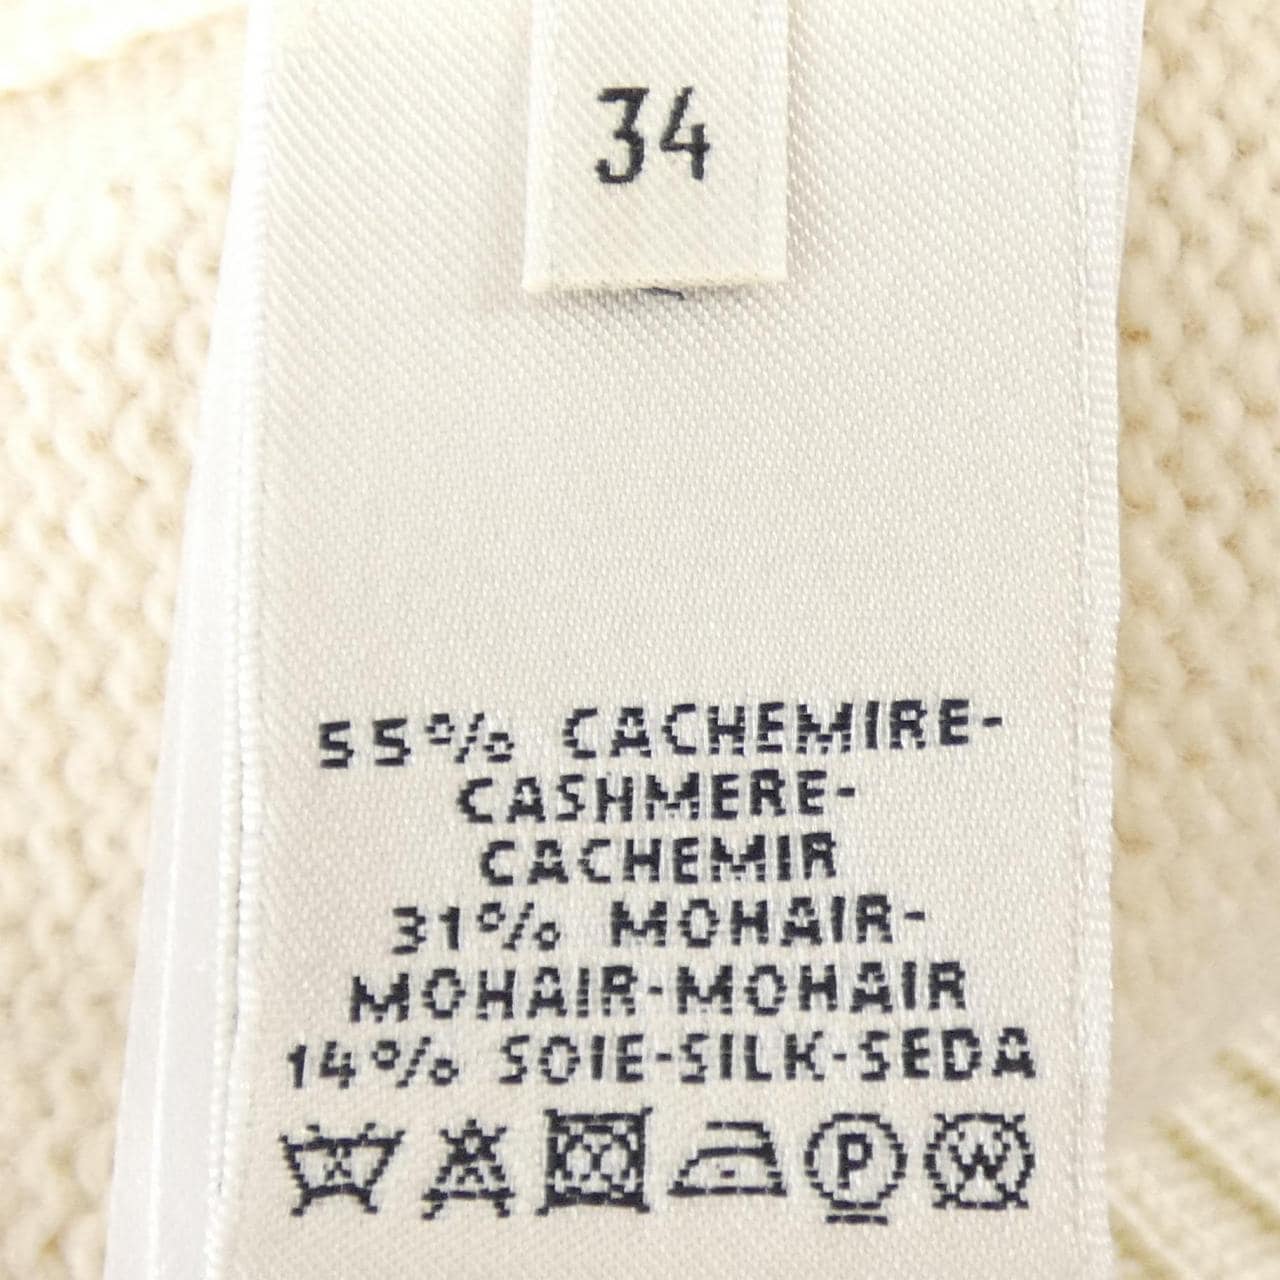 34
55% CACHEMIRE-
CASHMERE-
CACHEMIR
31% MOHAIR-
MOHAIR-MOHAIR
14% SOIE-SILK-SEDA
P W